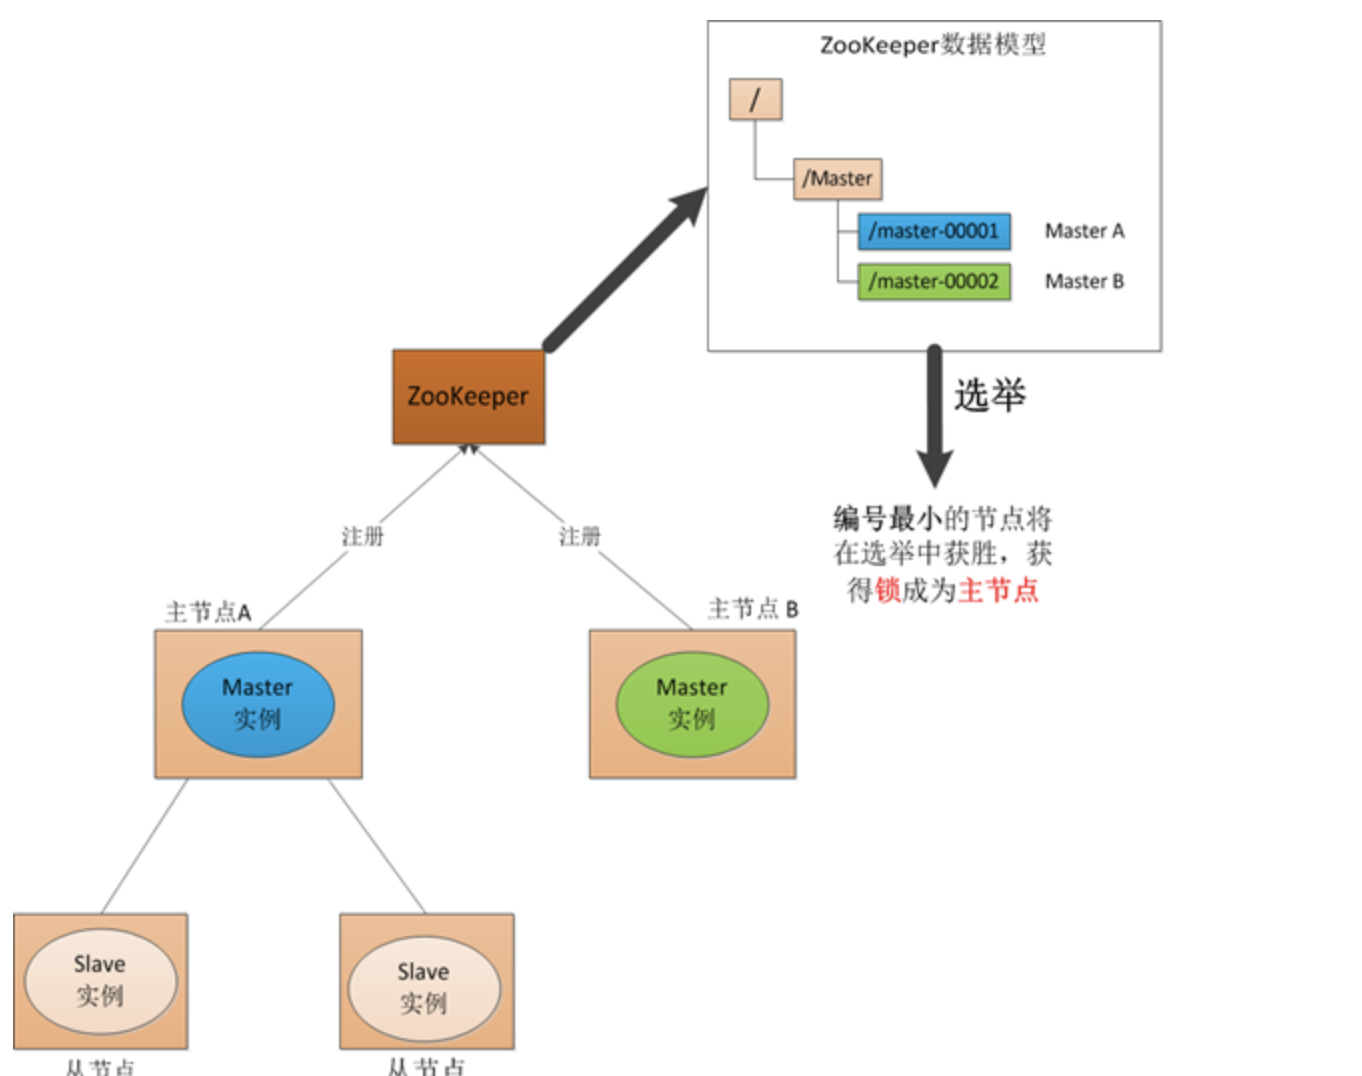 ZooKeeper数据模型
/
/Master
/master-00001 Master A
/master-00002 Master B
ZooKeeper
选举
编号最小的节点将
在选举中获胜，获
得锁成为主节点
注册 注册
主节点A 主节点 B
Master
实例
Master
实例
Slave
实例
Slave
实例
从节点 从节点